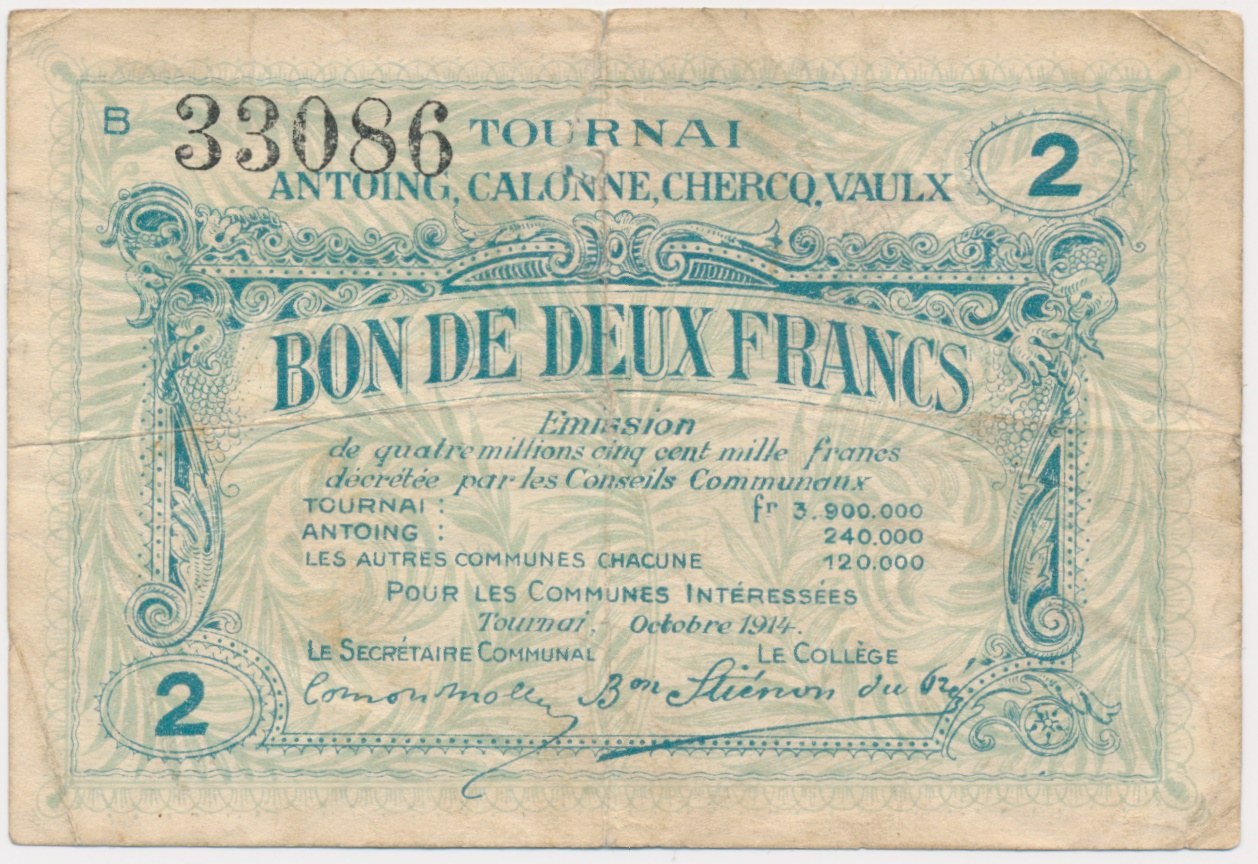 B 33086 TOURNAI
ANTOING, CALONNE, CHERCQ, VAULX
2
BON DE DEUX FRANCS
Emission
de quatre millions cinq cent mille francs
décrétée par les Conseils Communaux
TOURNAI : fr 3.900.000
ANTOING : 240.000
LES AUTRES COMMUNES CHACUNE 120.000
POUR LES COMMUNES INTÉRESSÉES
Tournai. - Octobre 1914.
LE SECRÉTAIRE COMMUNAL LE COLLÈGE
Bon Stiénon du Pré
2